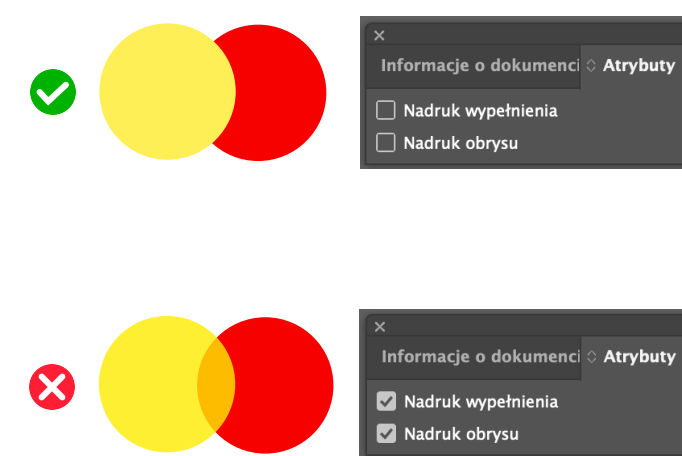 Informacje o dokumenci Atrybuty
Nadruk wypełnienia
Nadruk obrysu
Informacje o dokumenci Atrybuty
Nadruk wypełnienia
Nadruk obrysu